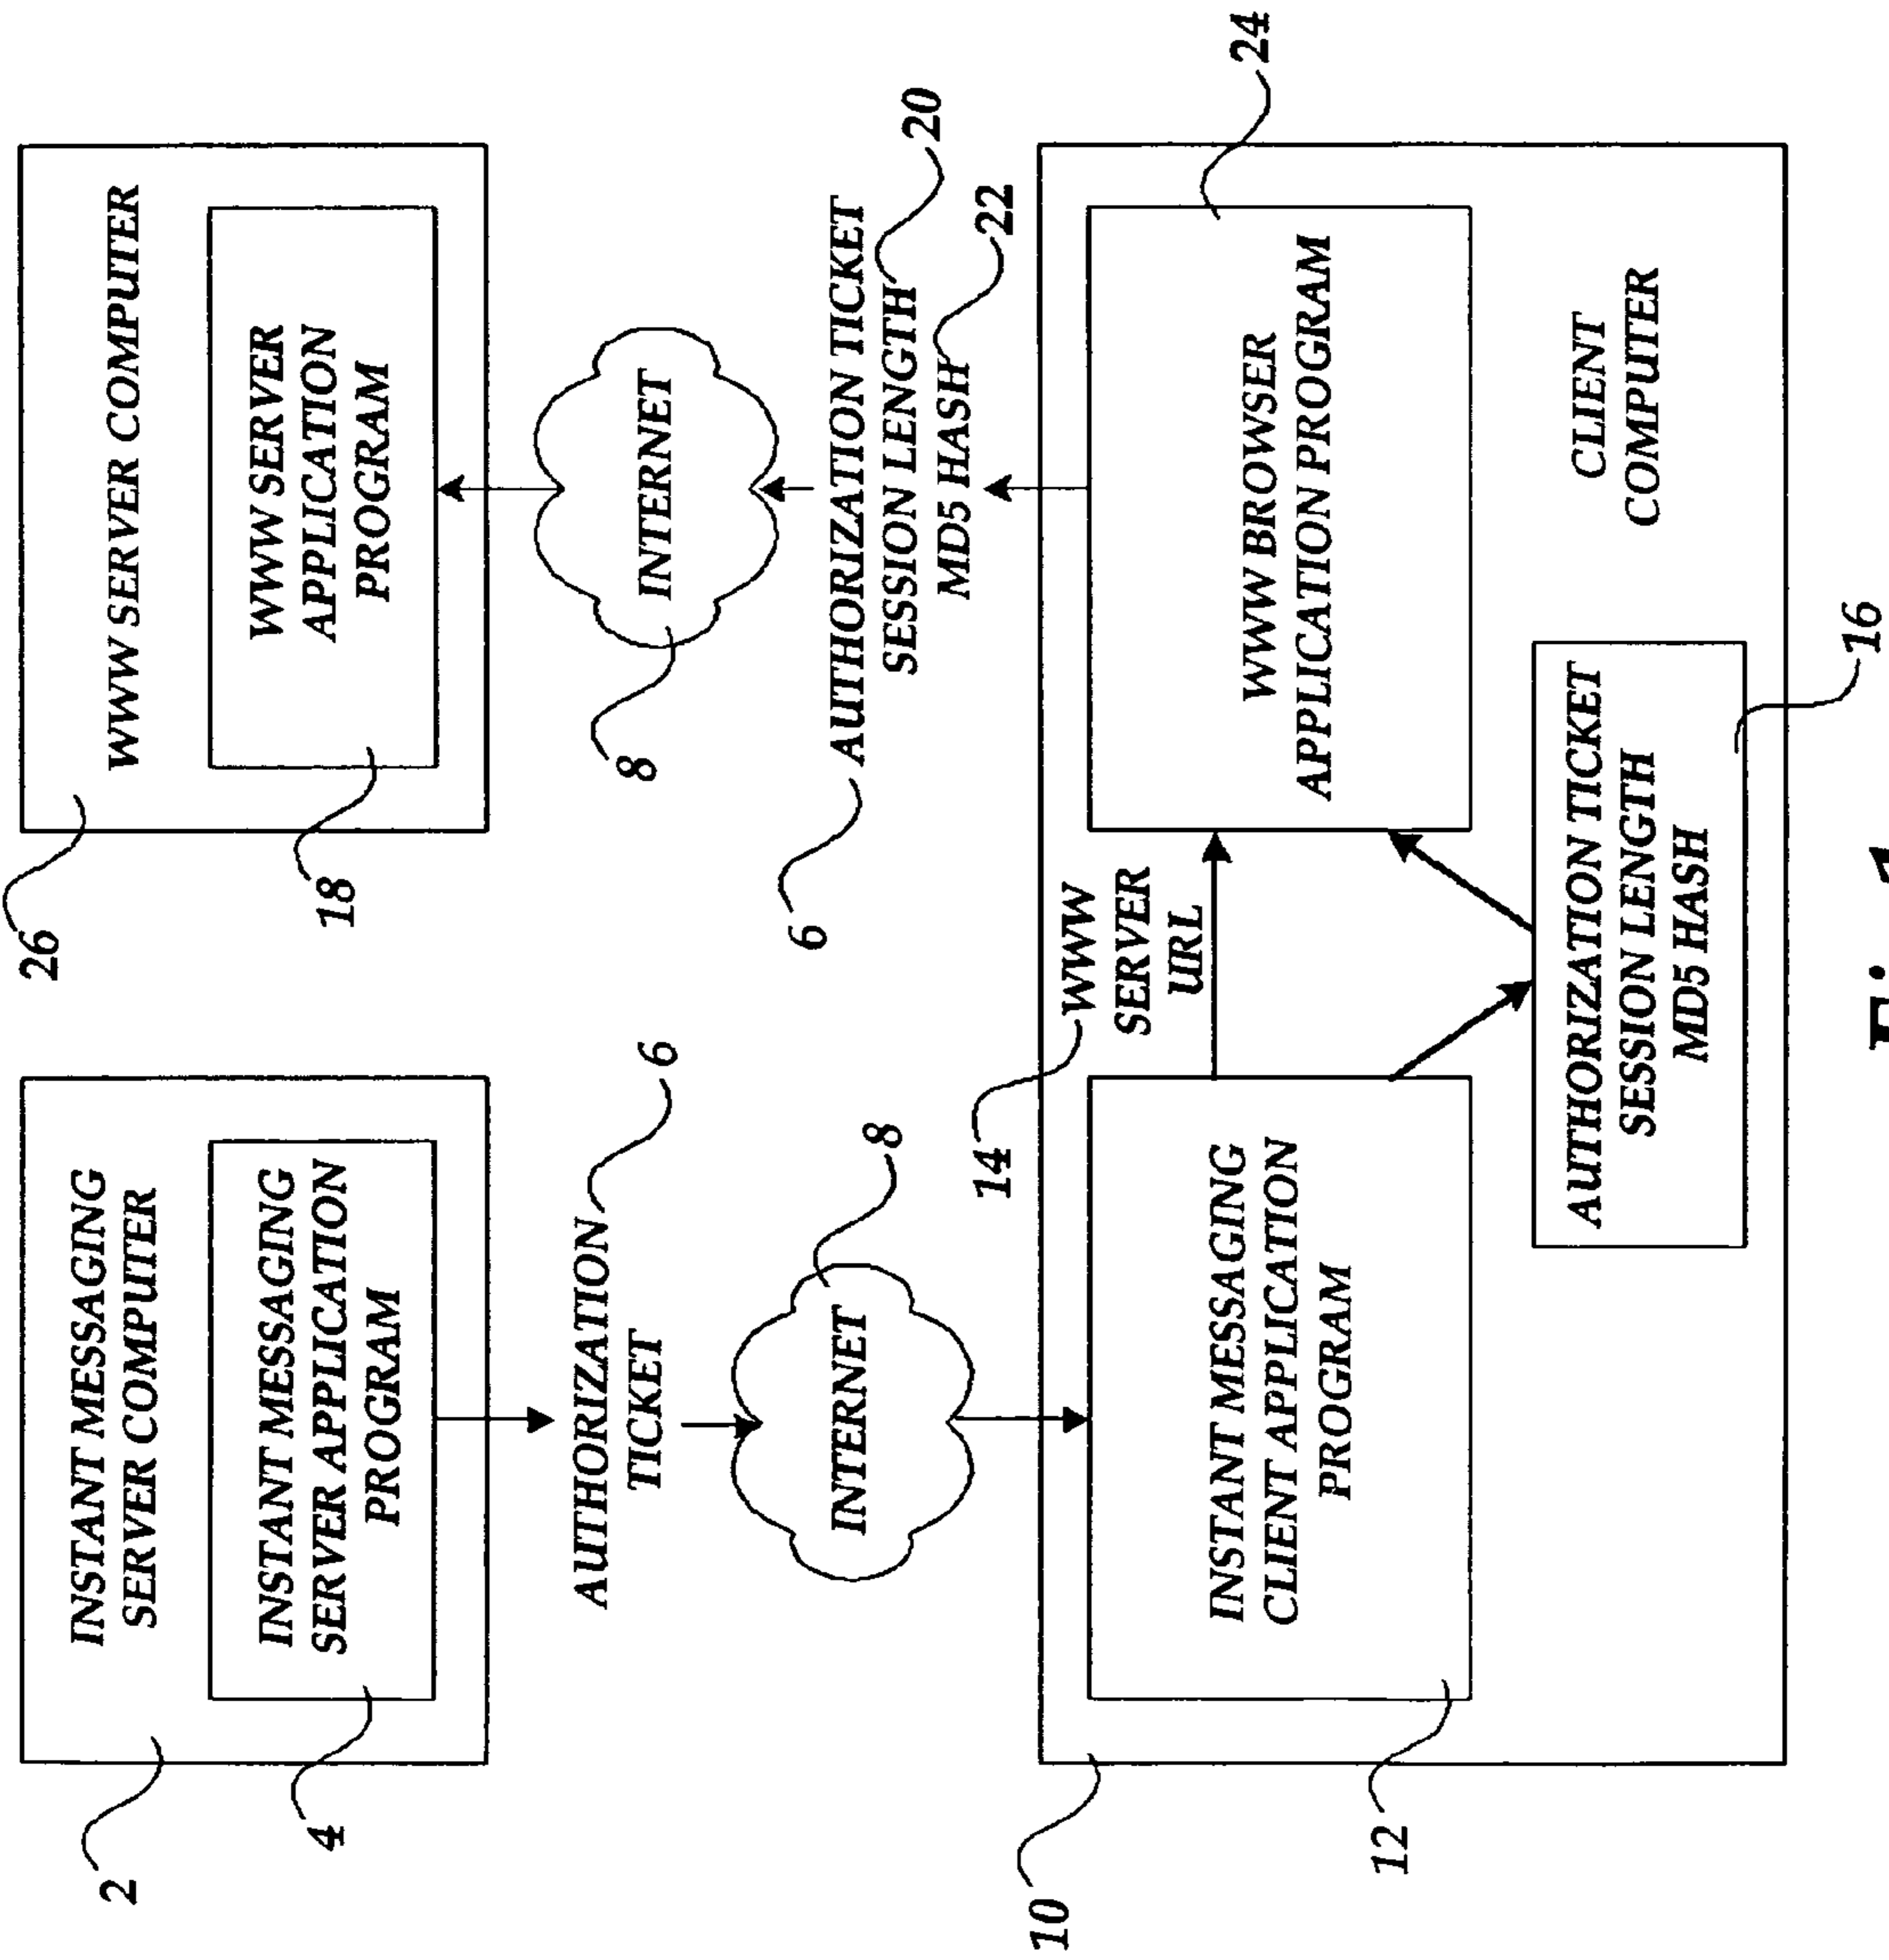 INSTANT MESSAGING
SERVER COMPUTER
INSTANT MESSAGING
SERVER APPLICATION
PROGRAM
2
4
AUTHORIZATION
TICKET
6
INTERNET
8
WWW SERVER COMPUTER
WWW SERVER
APPLICATION
PROGRAM
26
18
INTERNET
8
AUTHORIZATION TICKET
SESSION LENGTH
MD5 HASH
6
20
22
10
14
WWW
SERVER
URL
INSTANT MESSAGING
CLIENT APPLICATION
PROGRAM
12
WWW BROWSER
APPLICATION PROGRAM
24
AUTHORIZATION TICKET
SESSION LENGTH
MD5 HASH
16
CLIENT
COMPUTER